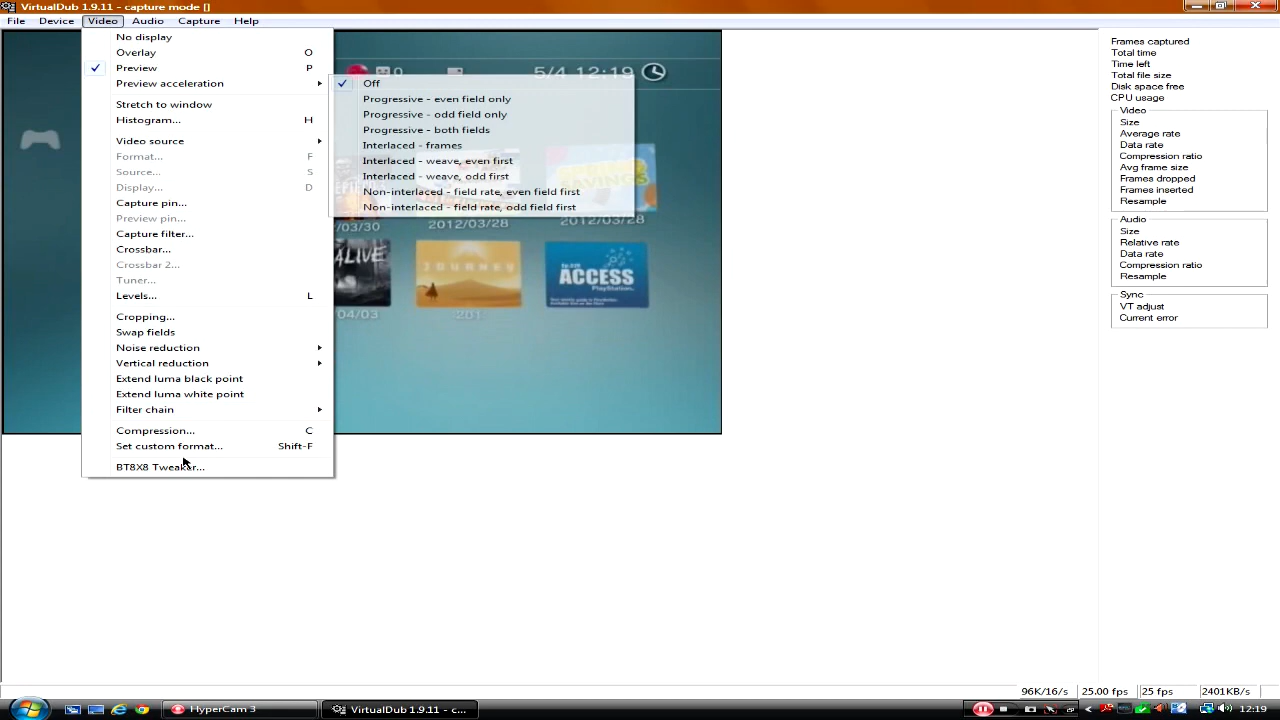 VirtualDub 1.9.11 - capture mode []
File Device Video Audio Capture Help
No display
Overlay O
Preview P
Preview acceleration
Stretch to window
Histogram... H
Video source
Format... F
Source... S
Display... D
Capture pin...
Preview pin...
Capture filter...
Crossbar...
Crossbar 2...
Tuner...
Levels... L
Cropping...
Swap fields
Noise reduction
Vertical reduction
Extend luma black point
Extend luma white point
Filter chain
Compression... C
Set custom format... Shift-F
BT8X8 Tweaker...
0 5/4 12:19
Off
Progressive - even field only
Progressive - odd field only
Progressive - both fields
Interlaced - frames
Interlaced - weave, even first
Interlaced - weave, odd first
Non-interlaced - field rate, even field first
Non-interlaced - field rate, odd field first
SAVINGS
/03/30 2012/03/28 2012/03/28
ALIVE
JOURNEY
ACCESS
PlayStation.
/04/03 201
Frames captured
Total time
Time left
Total file size
Disk space free
CPU usage
Video
Size
Average rate
Data rate
Compression ratio
Avg frame size
Frames dropped
Frames inserted
Resample
Audio
Size
Relative rate
Data rate
Compression ratio
Resample
Sync
VT adjust
Current error
96K/16/s 25.00 fps 25 fps 2401KB/s
HyperCam 3 VirtualDub 1.9.11 - c... 12:19